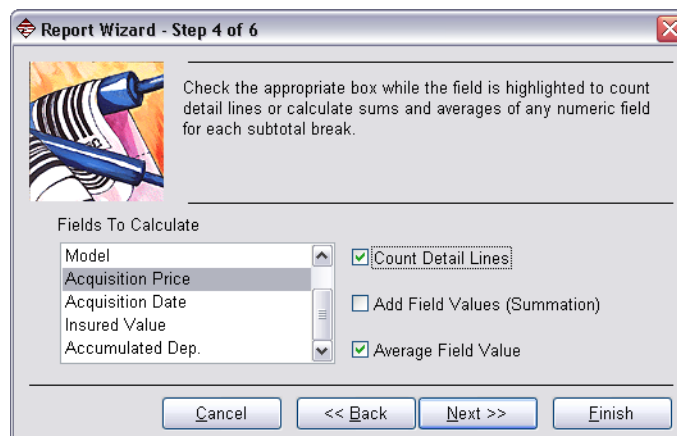 Report Wizard - Step 4 of 6
Check the appropriate box while the field is highlighted to count
detail lines or calculate sums and averages of any numeric field
for each subtotal break.
Fields To Calculate
Model
Acquisition Price
Acquisition Date
Insured Value
Accumulated Dep.
Count Detail Lines
Add Field Values (Summation)
Average Field Value
Cancel
<< Back
Next >>
Finish